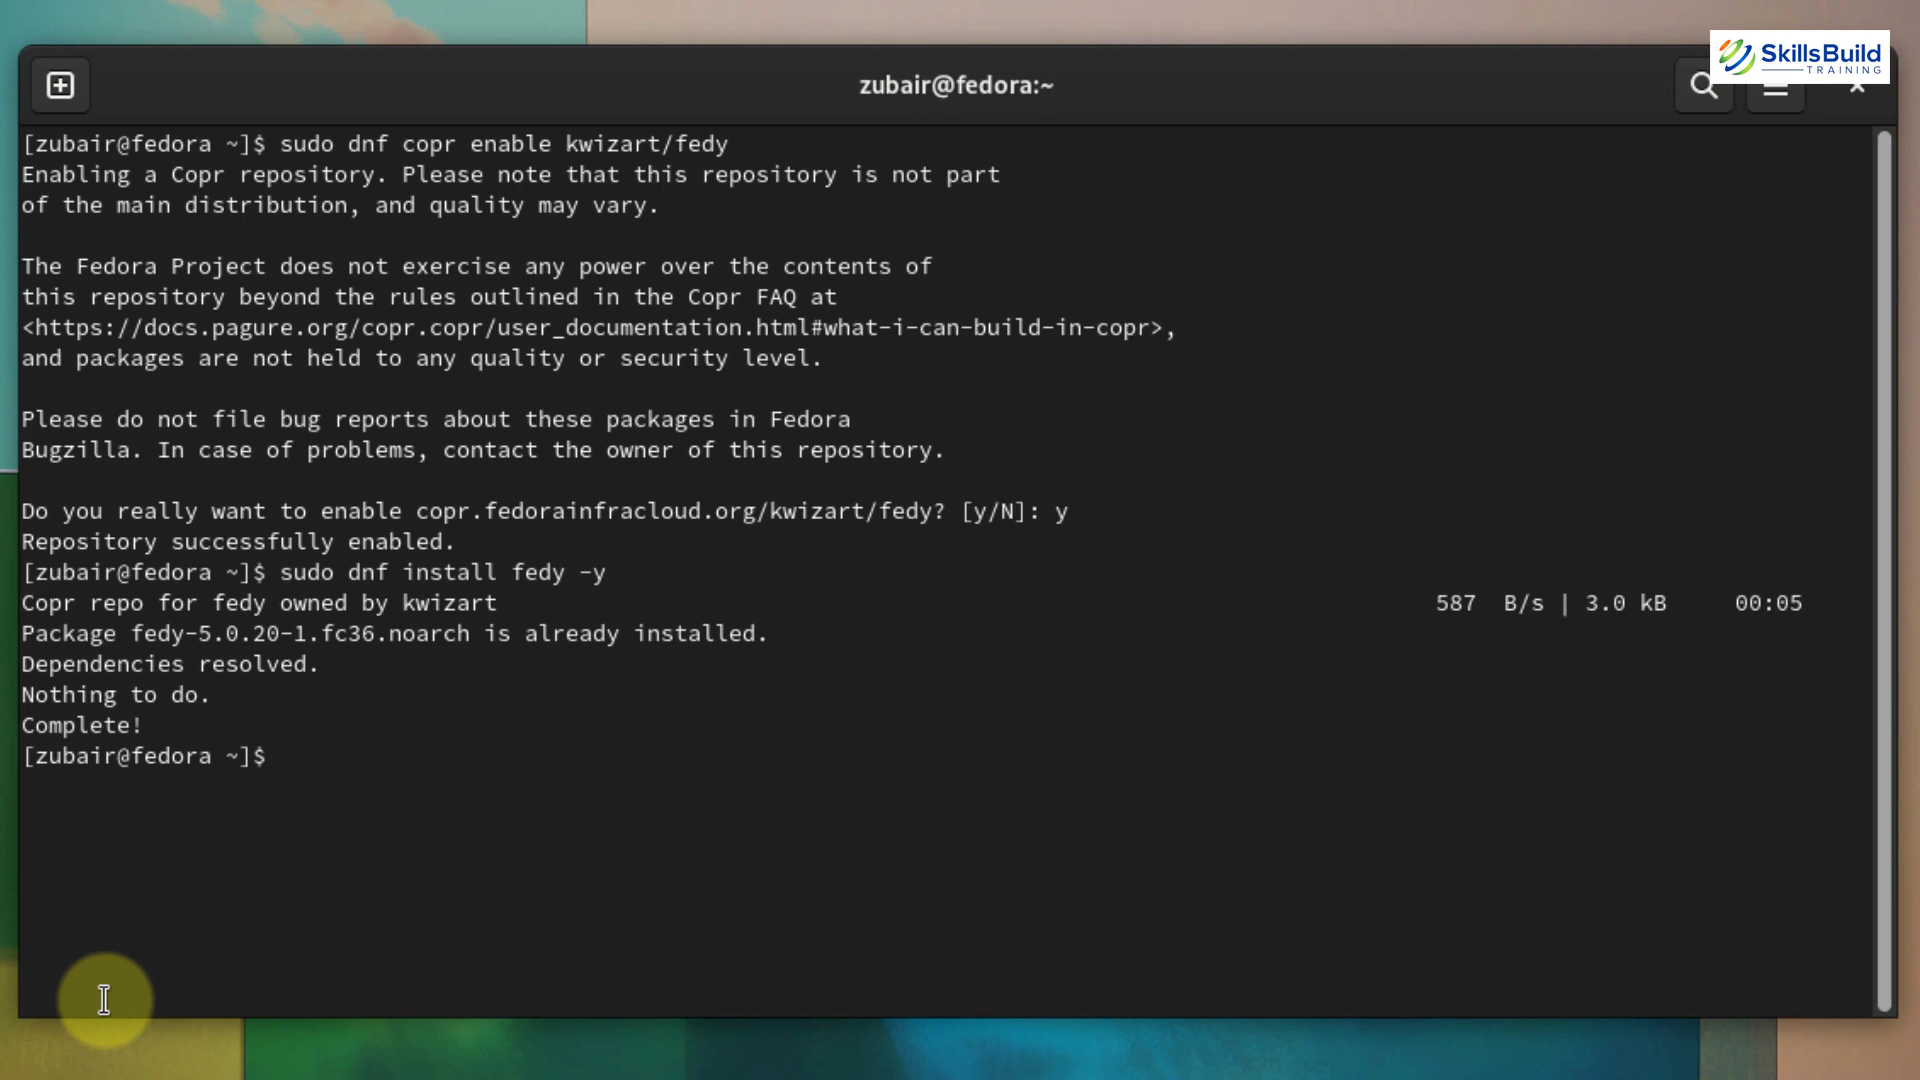 SkillsBuild
TRAINING
zubair@fedora:~
[zubair@fedora ~]$ sudo dnf copr enable kwizart/fedy
Enabling a Copr repository. Please note that this repository is not part
of the main distribution, and quality may vary.
The Fedora Project does not exercise any power over the contents of
this repository beyond the rules outlined in the Copr FAQ at
<https://docs.pagure.org/copr.copr/user_documentation.html#what-i-can-build-in-copr>,
and packages are not held to any quality or security level.
Please do not file bug reports about these packages in Fedora
Bugzilla. In case of problems, contact the owner of this repository.
Do you really want to enable copr.fedorainfracloud.org/kwizart/fedy? [y/N]: y
Repository successfully enabled.
[zubair@fedora ~]$ sudo dnf install fedy -y
Copr repo for fedy owned by kwizart 587 B/s | 3.0 kB 00:05
Package fedy-5.0.20-1.fc36.noarch is already installed.
Dependencies resolved.
Nothing to do.
Complete!
[zubair@fedora ~]$